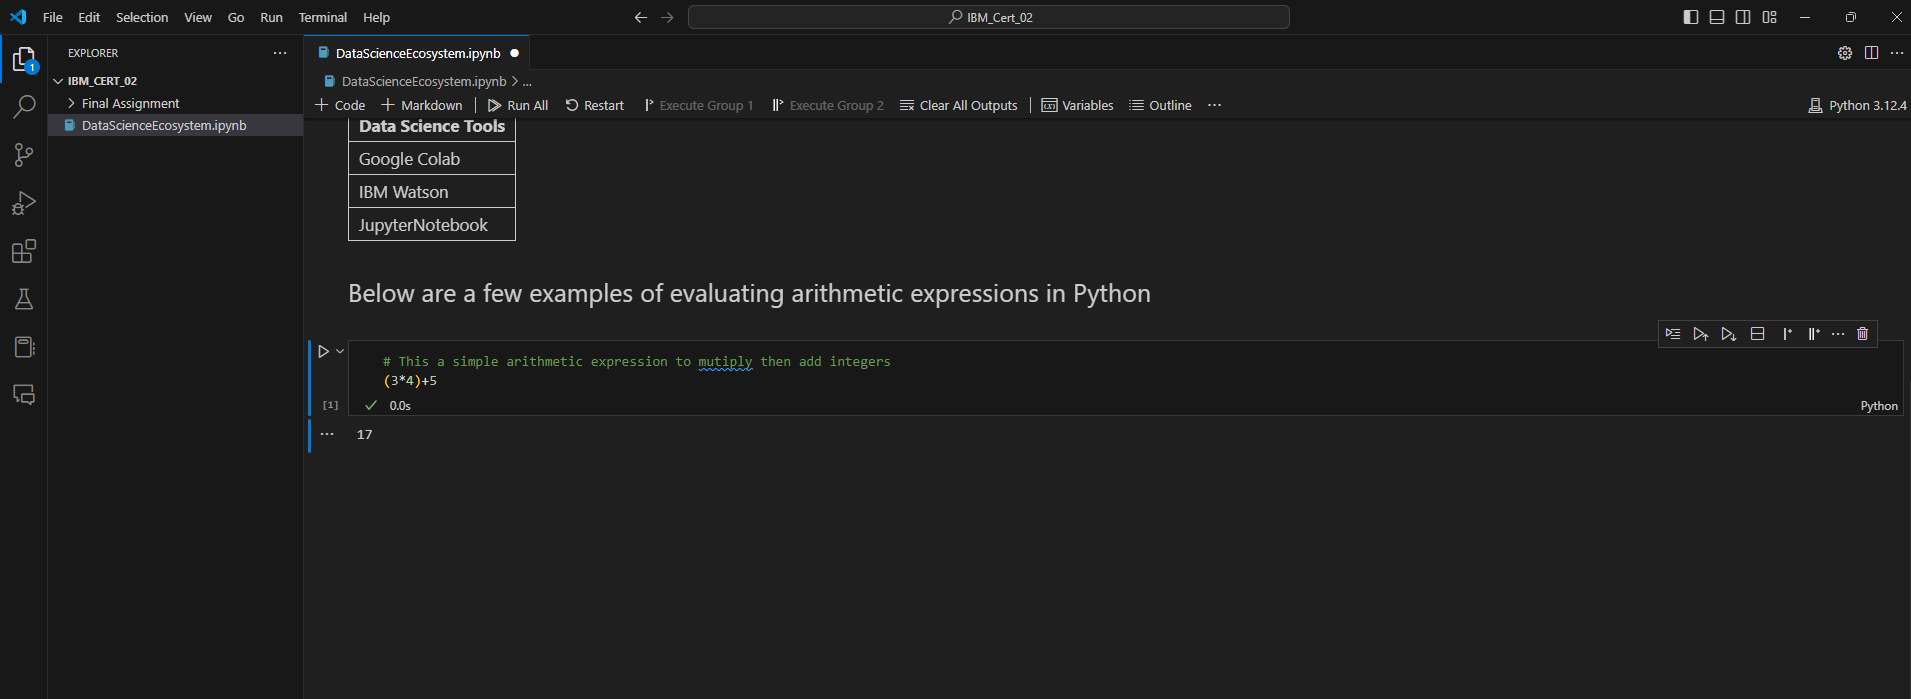 File Edit Selection View Go Run Terminal Help
IBM_Cert_02
EXPLORER
IBM_CERT_02
Final Assignment
DataScienceEcosystem.ipynb
1
DataScienceEcosystem.ipynb
DataScienceEcosystem.ipynb > ...
Code Markdown Run All Restart Execute Group 1 Execute Group 2 Clear All Outputs Variables Outline ...
Python 3.12.4
Data Science Tools
Google Colab
IBM Watson
JupyterNotebook
Below are a few examples of evaluating arithmetic expressions in Python
# This a simple arithmetic expression to mutiply then add integers
(3*4)+5
[1] 0.0s
Python
17